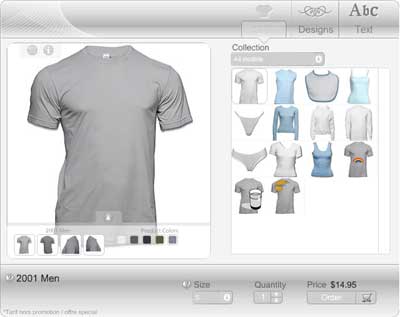 Abc
Designs
Text
Collection
All models
2001 Men
Product Colors
2001 Men
Size
Quantity
Price $14.95
S
1
Order
*Tarif hors promotion / offre special